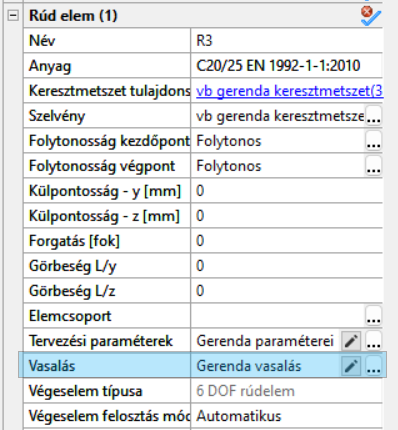 Rúd elem (1)
Név R3
Anyag C20/25 EN 1992-1-1:2010
Keresztmetszet tulajdons vb gerenda keresztmetszet(3
Szelvény vb gerenda keresztmetsze ...
Folytonosság kezdőpont Folytonos ...
Folytonosság végpont Folytonos ...
Külpontosság - y [mm] 0
Külpontosság - z [mm] 0
Forgatás [fok] 0
Görbeség L/y 0
Görbeség L/z 0
Elemcsoport ...
Tervezési paraméterek Gerenda paraméterei ...
Vasalás Gerenda vasalás ...
Végeselem típusa 6 DOF rúdelem
Végeselem felosztás mód Automatikus